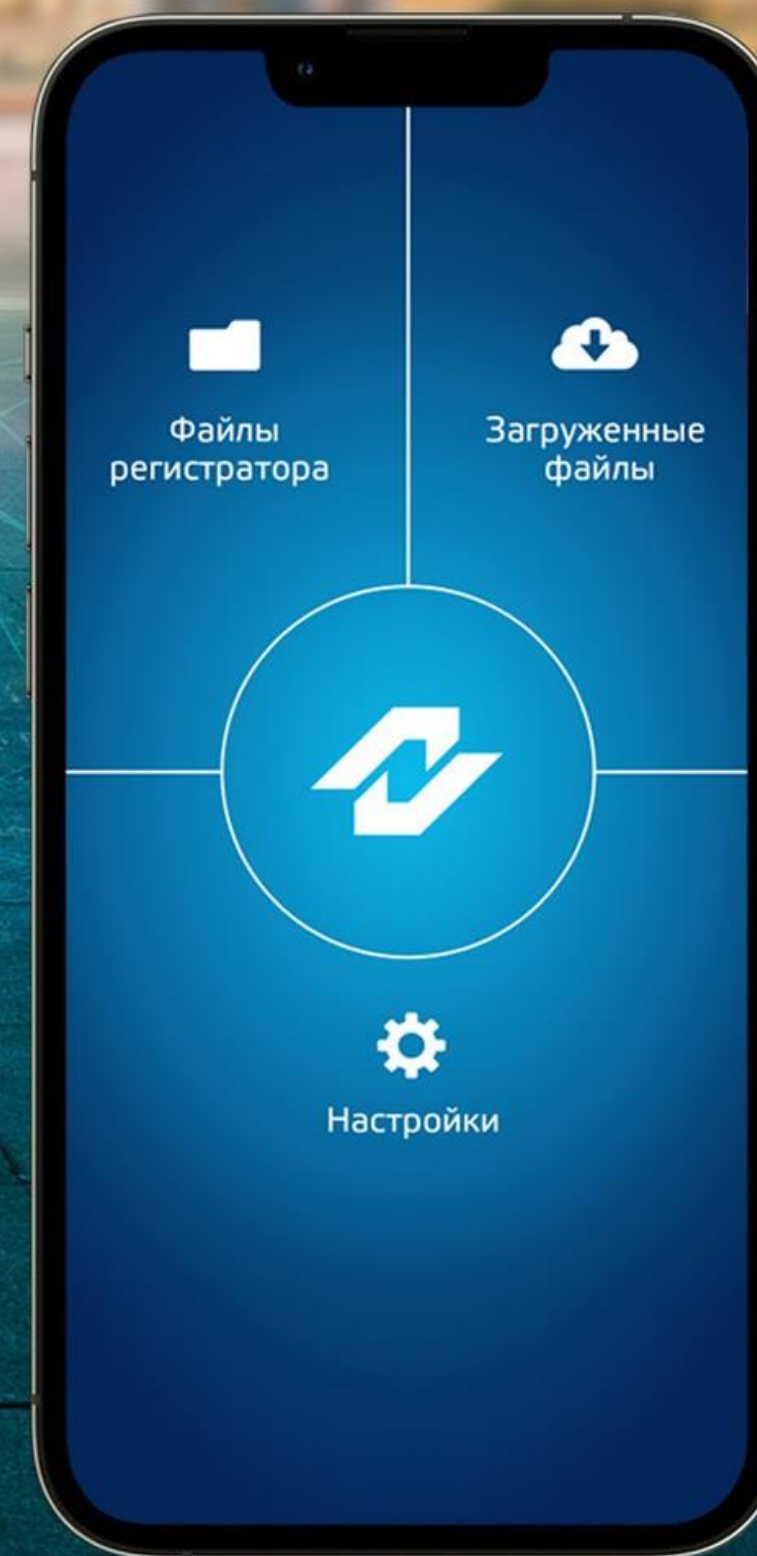 Файлы
регистратора
Загруженные
файлы
Настройки